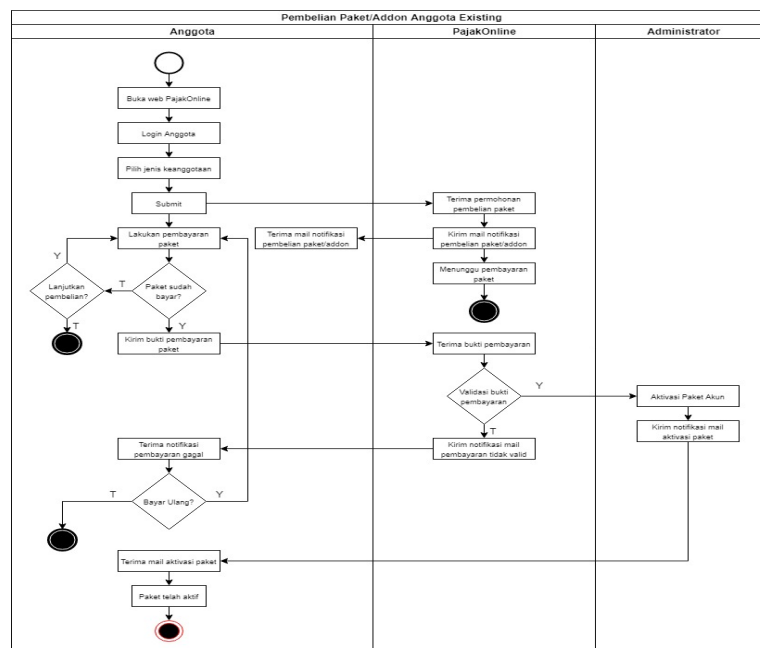 Pembelian Paket/Addon Anggota Existing
Anggota
PajakOnline
Administrator
Buka web PajakOnline
Login Anggota
Pilih jenis keanggotaan
Submit
Terima permohonan
pembelian paket
Lakukan pembayaran
paket
Terima mail notifikasi
pembelian paket/addon
Kirim mail notifikasi
pembelian paket/addon
Menunggu pembayaran
paket
Y
Lanjutkan
pembelian?
T
Paket sudah
bayar?
T
Y
Kirim bukti pembayaran
paket
Terima bukti pembayaran
Validasi bukti
pembayaran
Y
Aktivasi Paket Akun
T
Kirim notifikasi mail
aktivasi paket
Terima notifikasi
pembayaran gagal
Kirim notifikasi mail
pembayaran tidak valid
T
Bayar Ulang?
Y
Terima mail aktivasi paket
Paket telah aktif